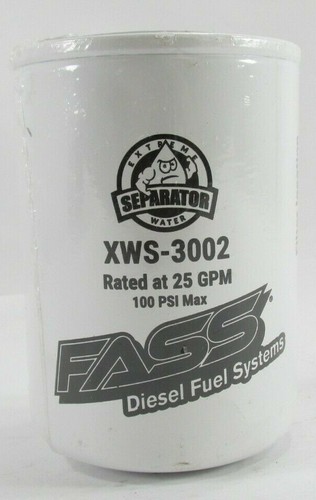 EXTREME
SEPARATOR
WATER
XWS-3002
Rated at 25 GPM
100 PSI Max
FASS®
Diesel Fuel Systems